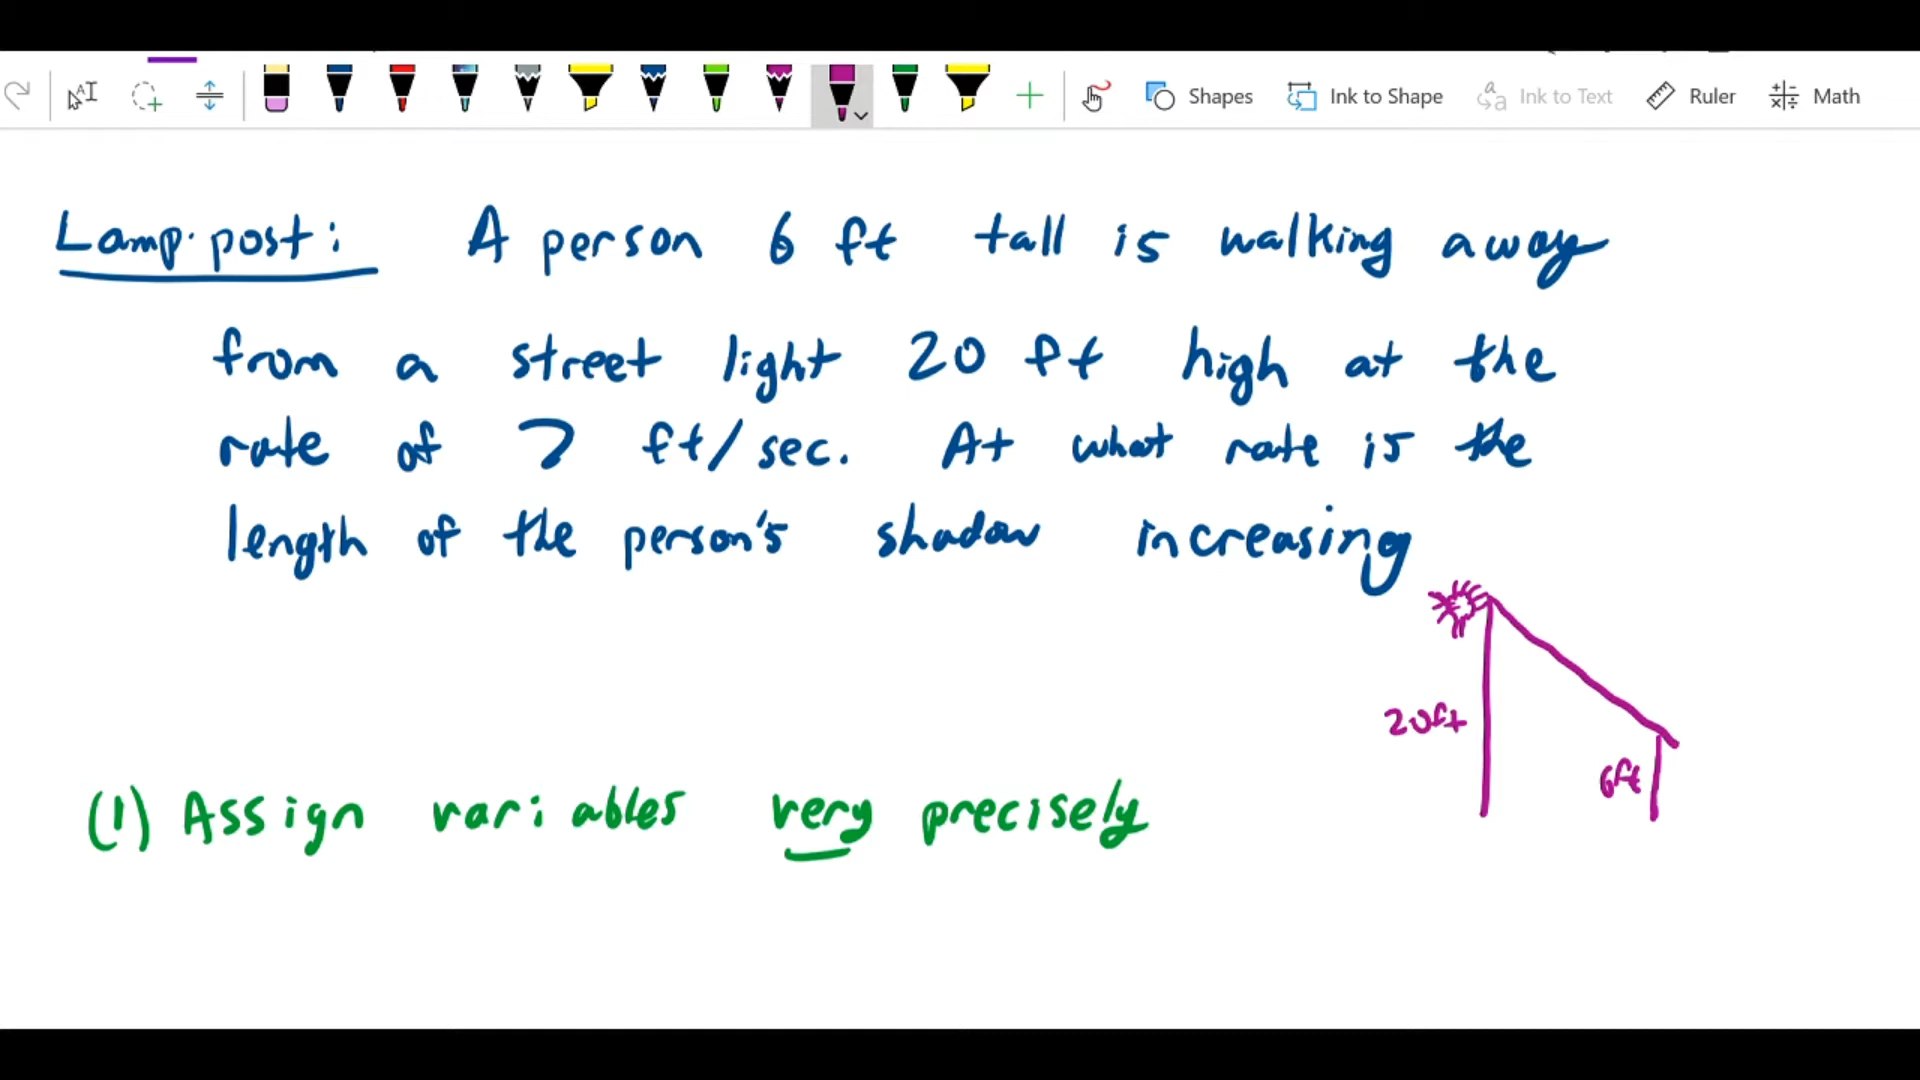 Shapes Ink to Shape Ink to Text Ruler Math
Lamp-post: A person 6 ft tall is walking away
from a street light 20 ft high at the
rate of 7 ft/sec. At what rate is the
length of the person's shadow increasing
20ft
6ft
(1) Assign variables very precisely